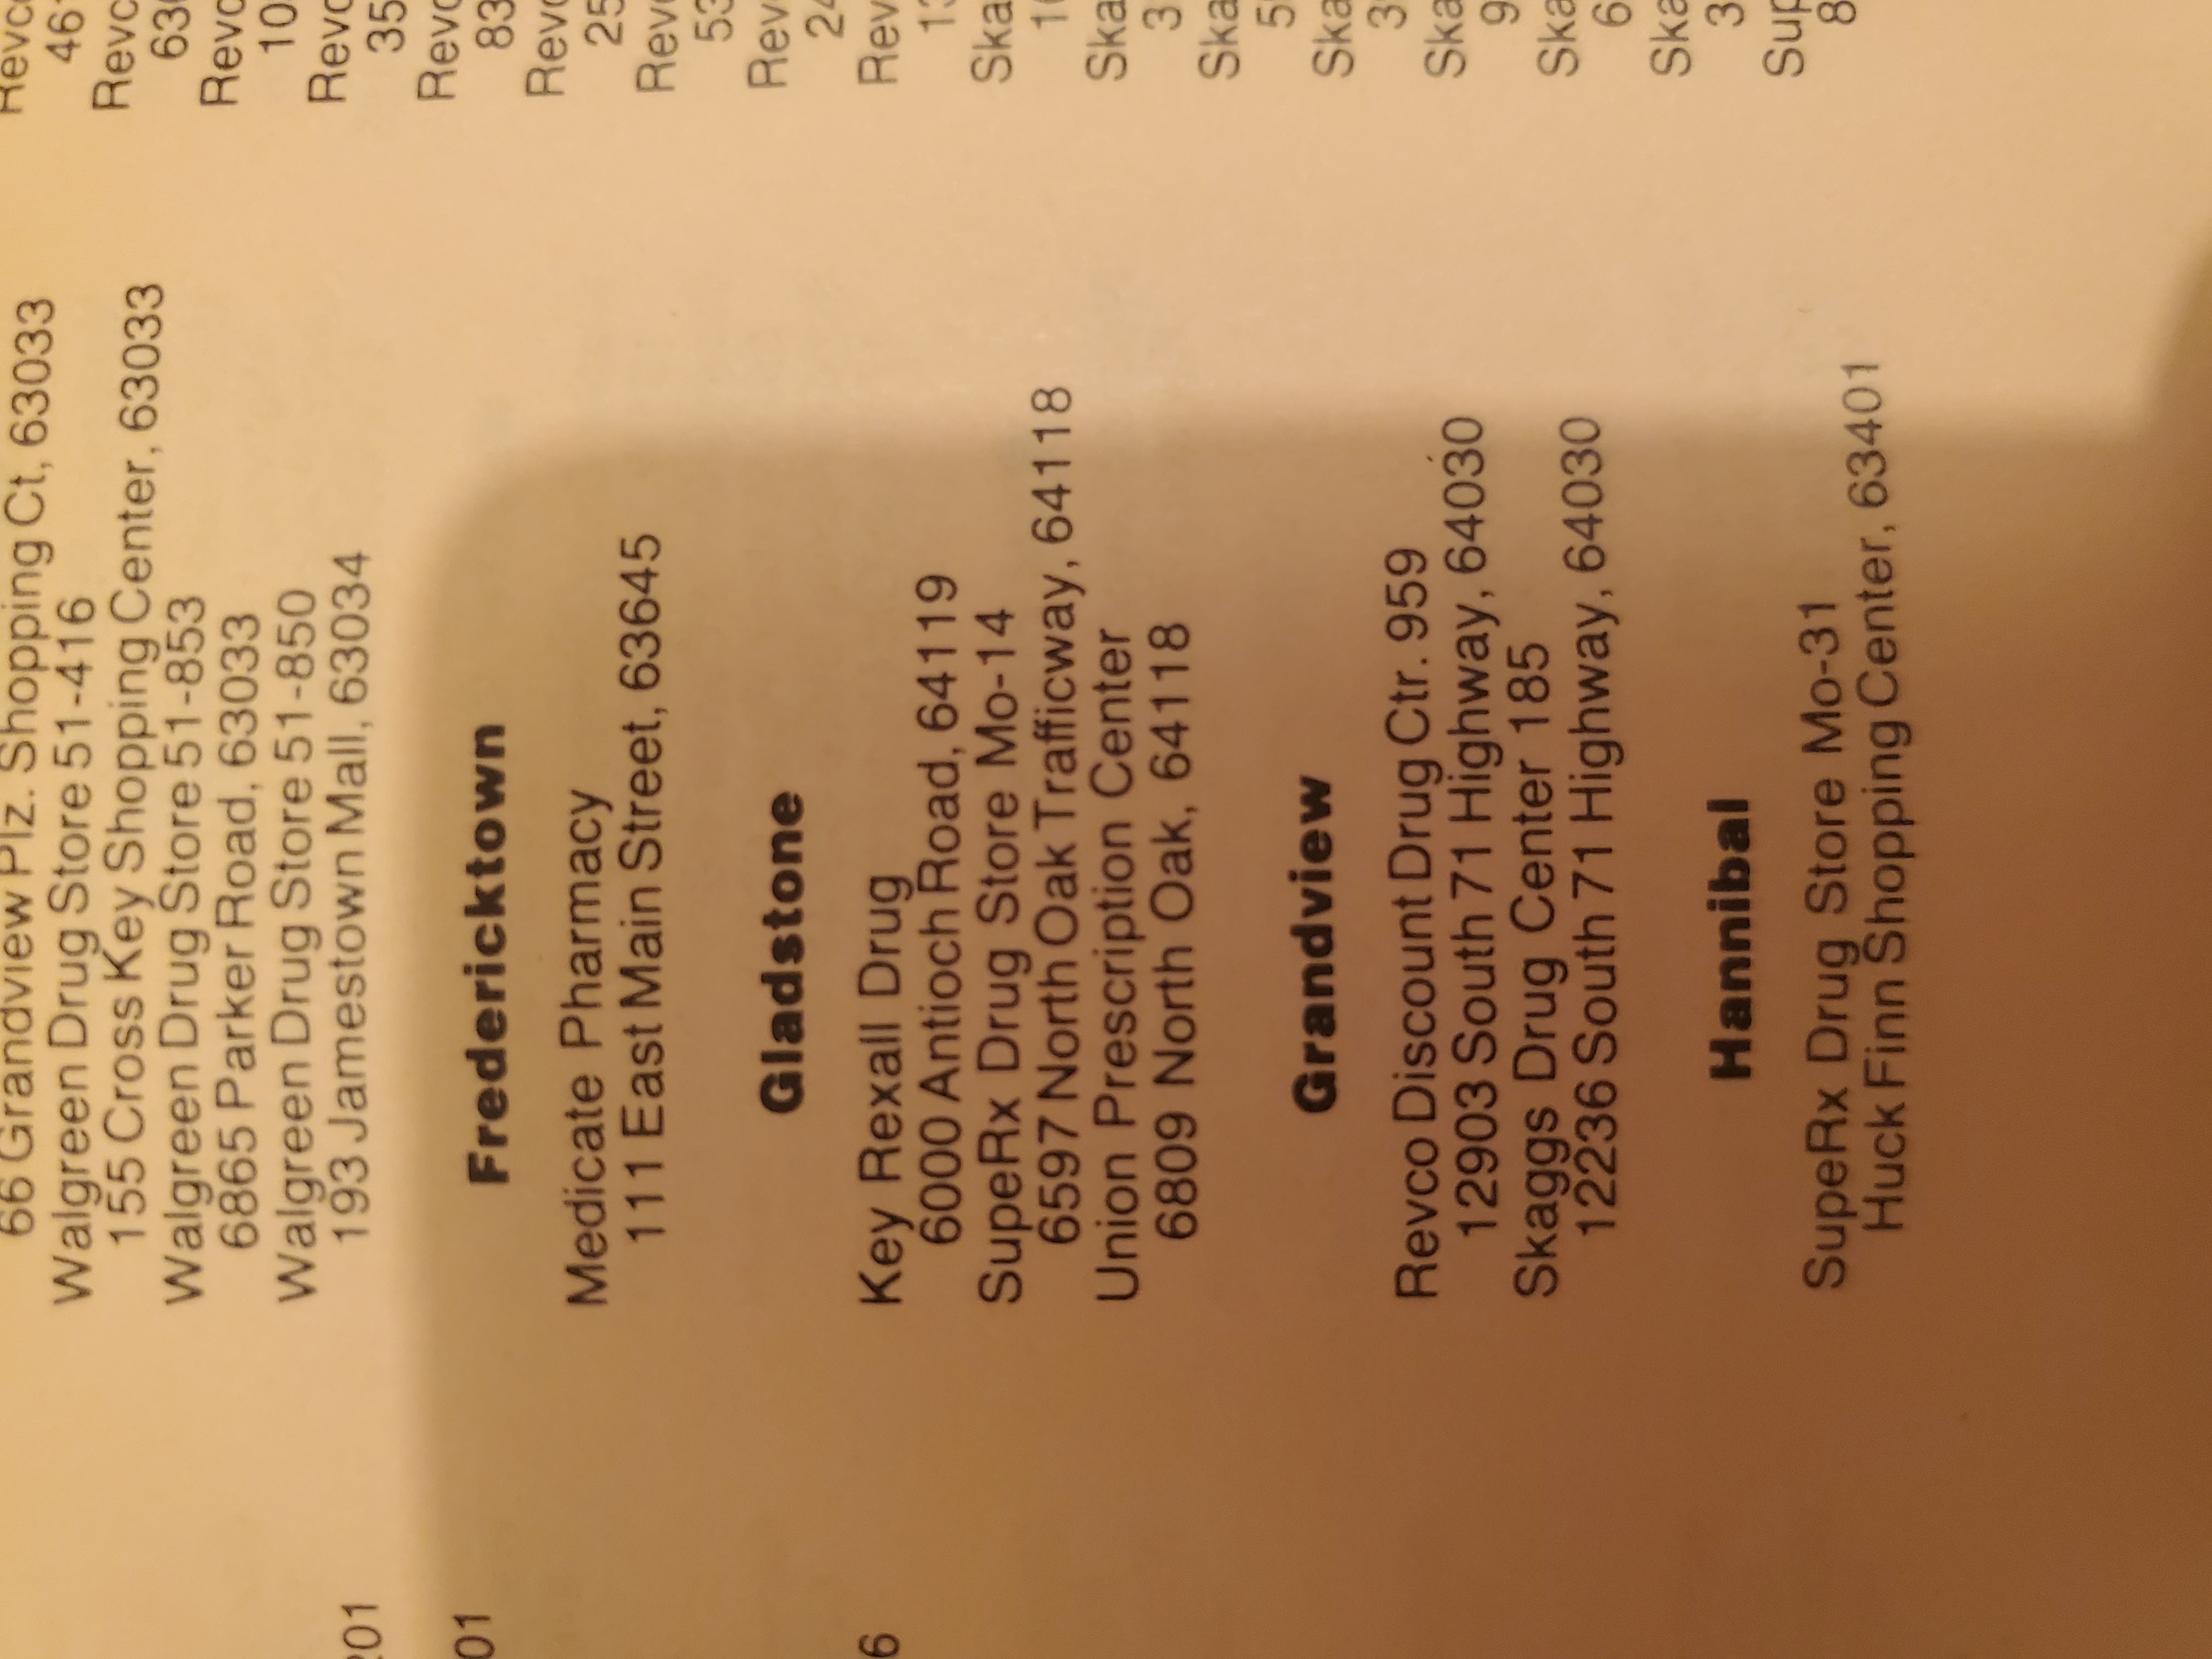 66 Grandview Plz. Shopping Ct, 63033
Walgreen Drug Store 51-416
155 Cross Key Shopping Center, 63033
Walgreen Drug Store 51-853
6865 Parker Road, 63033
Walgreen Drug Store 51-850
193 Jamestown Mall, 63034
Fredericktown
Medicate Pharmacy
111 East Main Street, 63645
Gladstone
Key Rexall Drug
6000 Antioch Road, 64119
SupeRx Drug Store Mo-14
6597 North Oak Trafficway, 64118
Union Prescription Center
6809 North Oak, 64118
Grandview
Revco Discount Drug Ctr. 959
12903 South 71 Highway, 64030
Skaggs Drug Center 185
12236 South 71 Highway, 64030
Hannibal
SupeRx Drug Store Mo-31
Huck Finn Shopping Center, 63401